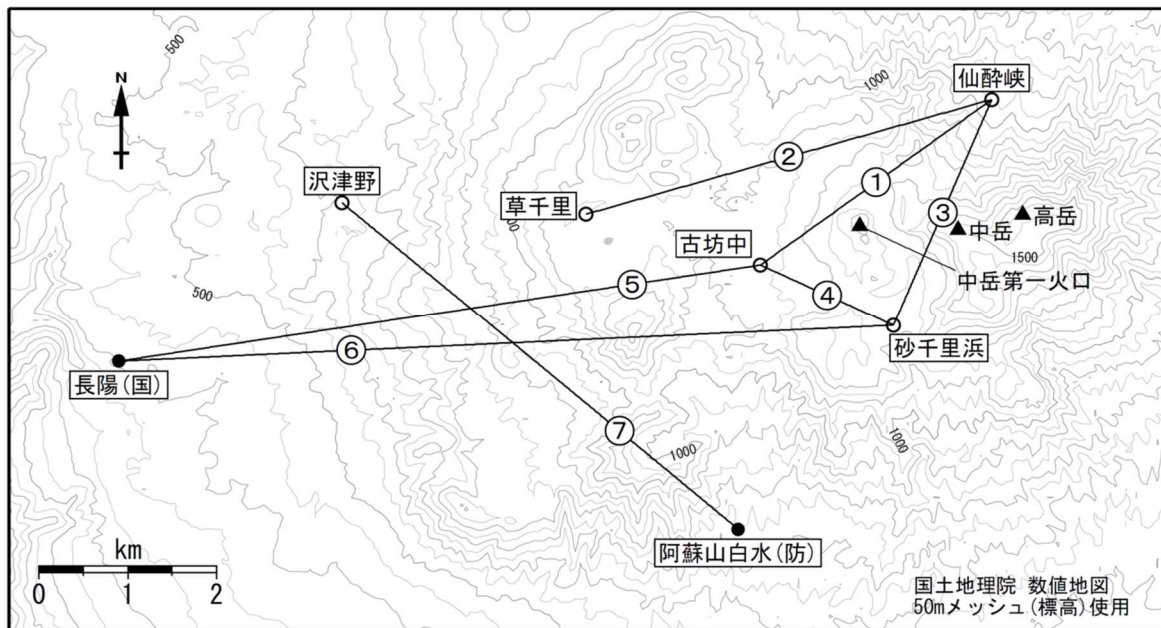 500
1000
仙酔峡
N
②
沢津野
①
草千里
③
高岳
中岳
古坊中
1500
中岳第一火口
500
⑤
④
⑥
砂千里浜
長陽(国)
⑦
1000
1000
km
阿蘇山白水(防)
0 1 2
国土地理院 数値地図
50mメッシュ(標高)使用